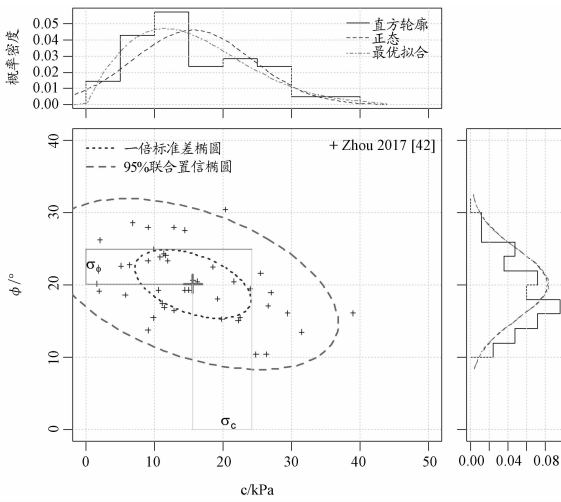 概率密度
0.05
0.04
0.03
0.02
0.01
0.00
直方轮廓
正态
最优拟合
一倍标准差椭圆
95%联合置信椭圆
+ Zhou 2017 [42]
ϕ/°
40
30
20
10
0
σϕ
σc
0 10 20 30 40 50
c/kPa
0.00 0.04 0.08